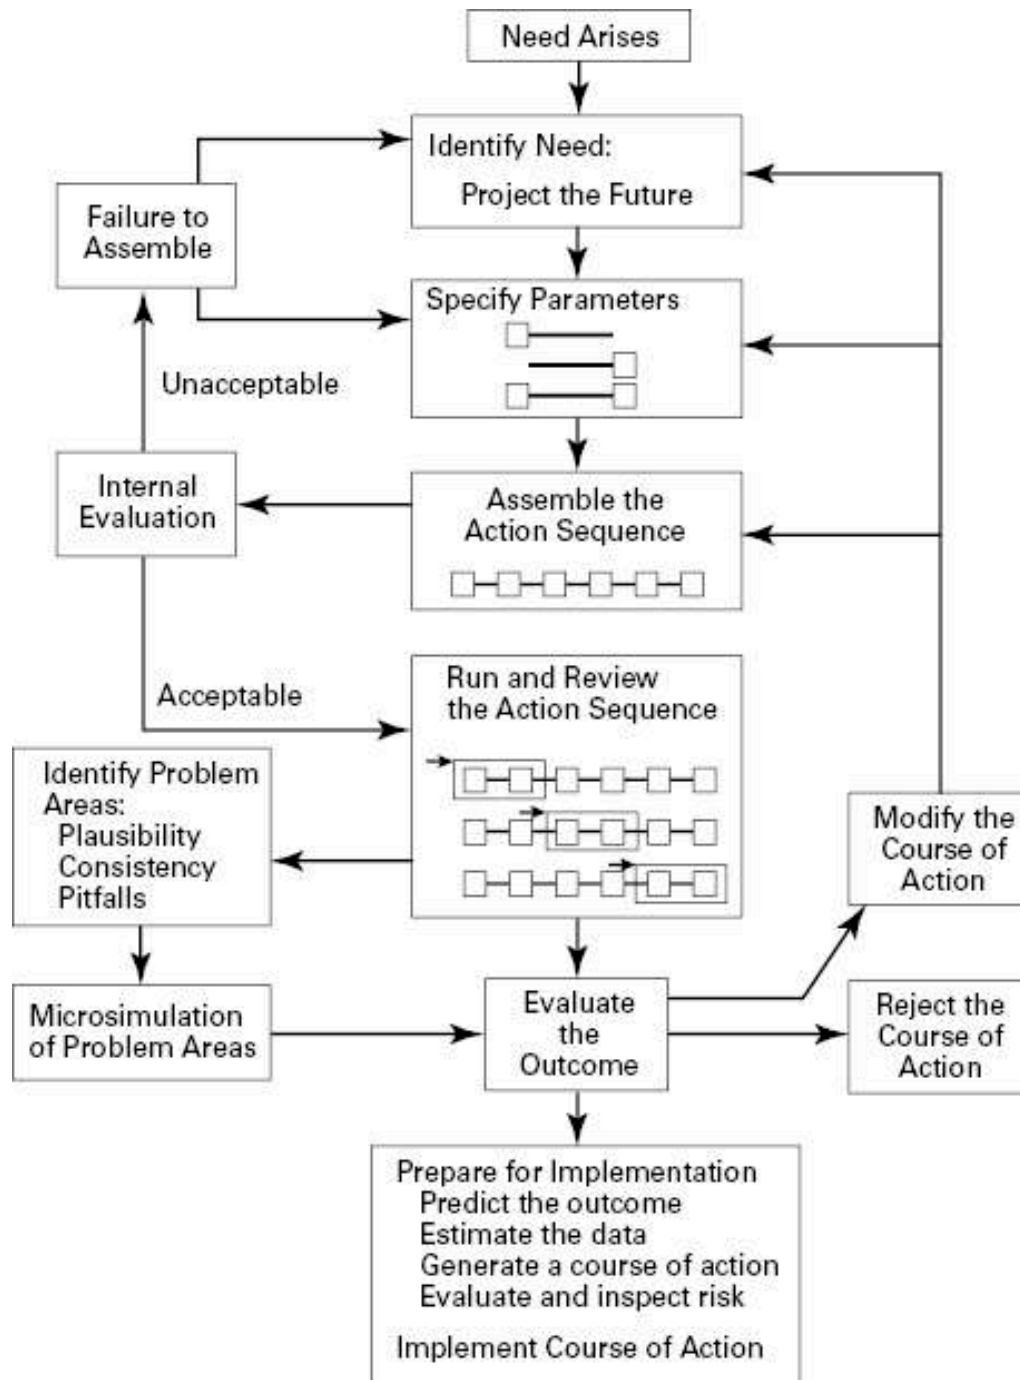 Need Arises
Identify Need:
Project the Future
Failure to
Assemble
Specify Parameters
Unacceptable
Internal
Evaluation
Assemble the
Action Sequence
Acceptable
Run and Review
the Action Sequence
Identify Problem
Areas:
Plausibility
Consistency
Pitfalls
Modify the
Course of
Action
Microsimulation
of Problem Areas
Evaluate
the
Outcome
Reject the
Course of
Action
Prepare for Implementation
Predict the outcome
Estimate the data
Generate a course of action
Evaluate and inspect risk
Implement Course of Action